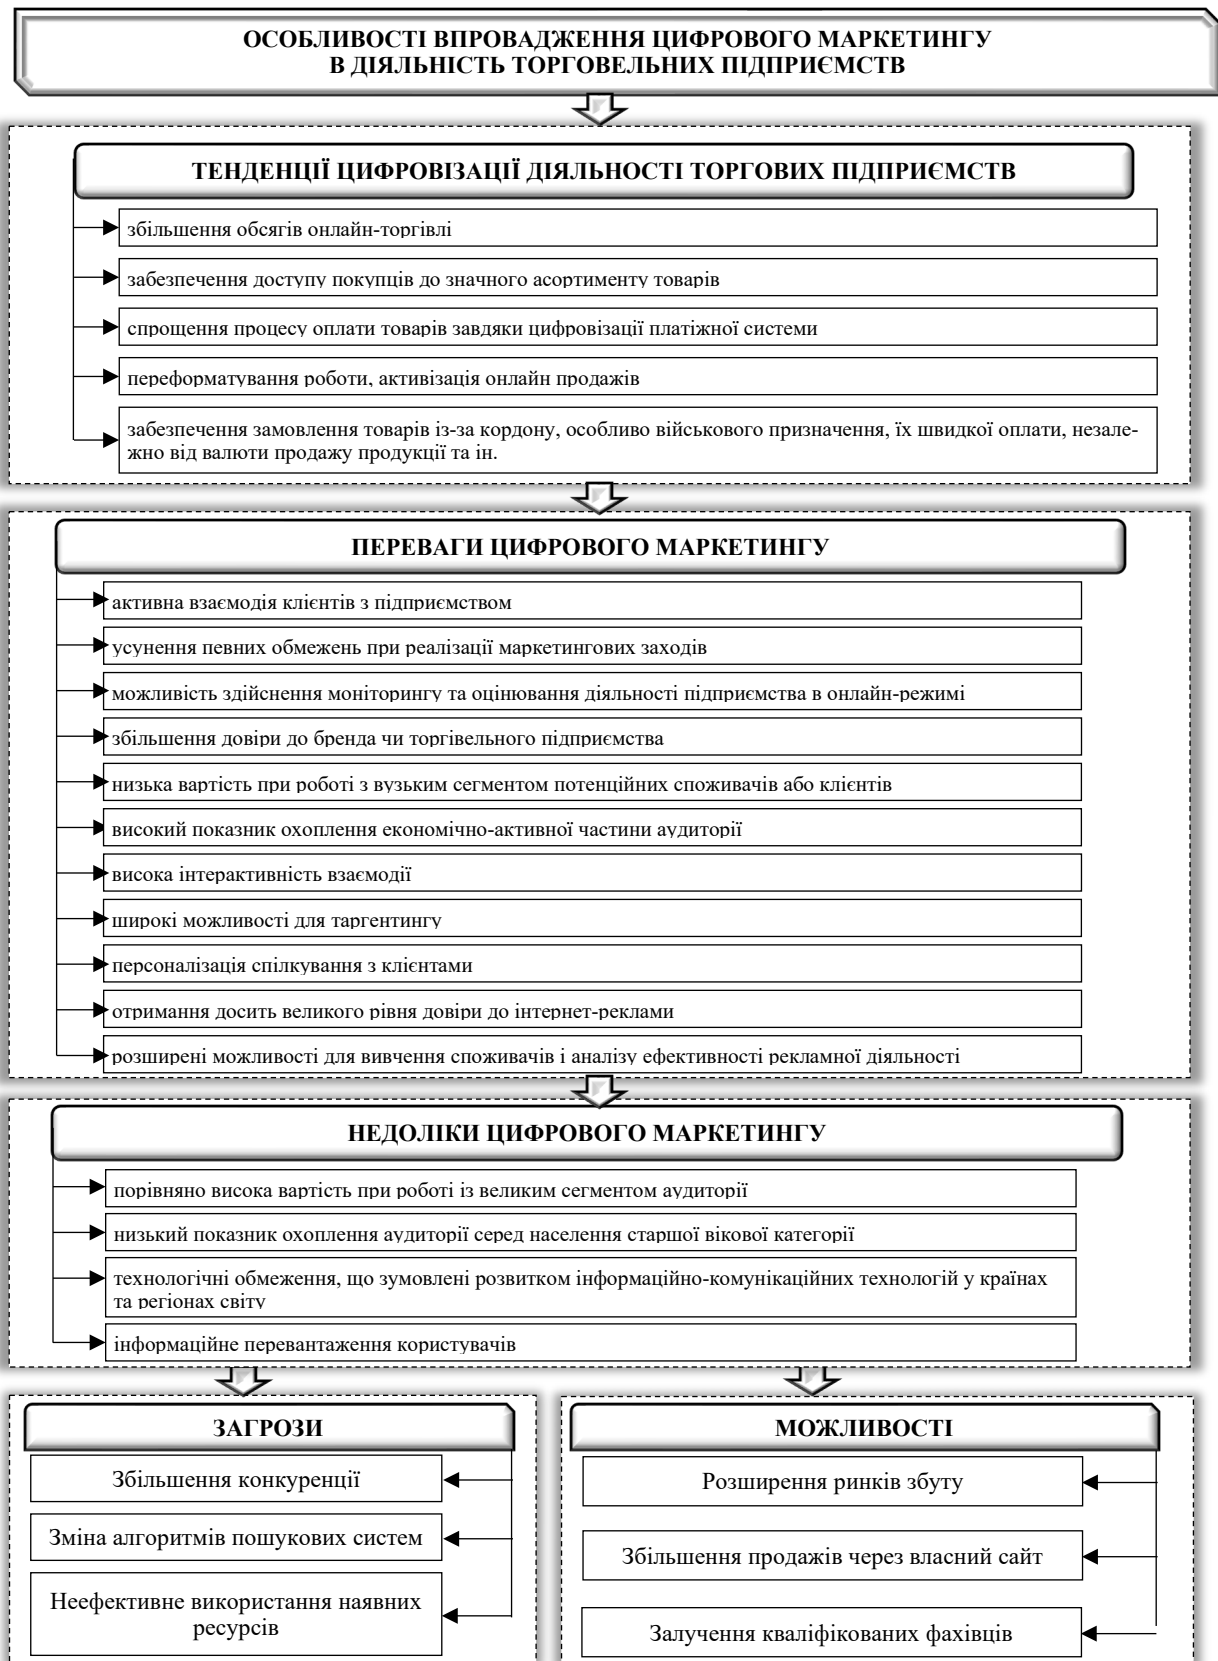 ОСОБЛИВОСТІ ВПРОВАДЖЕННЯ ЦИФРОВОГО МАРКЕТИНГУ
В ДІЯЛЬНІСТЬ ТОРГОВЕЛЬНИХ ПІДПРИЄМСТВ
ТЕНДЕНЦІЇ ЦИФРОВІЗАЦІЇ ДІЯЛЬНОСТІ ТОРГОВИХ ПІДПРИЄМСТВ
збільшення обсягів онлайн-торгівлі
забезпечення доступу покупців до значного асортименту товарів
спрощення процесу оплати товарів завдяки цифровізації платіжної системи
переформатування роботи, активізація онлайн продажів
забезпечення замовлення товарів із-за кордону, особливо військового призначення, їх швидкої оплати, незале-
жно від валюти продажу продукції та ін.
ПЕРЕВАГИ ЦИФРОВОГО МАРКЕТИНГУ
активна взаємодія клієнтів з підприємством
усунення певних обмежень при реалізації маркетингових заходів
можливість здійснення моніторингу та оцінювання діяльності підприємства в онлайн-режимі
збільшення довіри до бренда чи торгівельного підприємства
низька вартість при роботі з вузьким сегментом потенційних споживачів або клієнтів
високий показник охоплення економічно-активної частини аудиторії
висока інтерактивність взаємодії
широкі можливості для таргентингу
персоналізація спілкування з клієнтами
отримання досить великого рівня довіри до інтернет-реклами
розширені можливості для вивчення споживачів і аналізу ефективності рекламної діяльності
НЕДОЛІКИ ЦИФРОВОГО МАРКЕТИНГУ
порівняно висока вартість при роботі із великим сегментом аудиторії
низький показник охоплення аудиторії серед населення старшої вікової категорії
технологічні обмеження, що зумовлені розвитком інформаційно-комунікаційних технологій у країнах
та регіонах світу
інформаційне перевантаження користувачів
ЗАГРОЗИ
Збільшення конкуренції
Зміна алгоритмів пошукових систем
Неефективне використання наявних
ресурсів
МОЖЛИВОСТІ
Розширення ринків збуту
Збільшення продажів через власний сайт
Залучення кваліфікованих фахівців